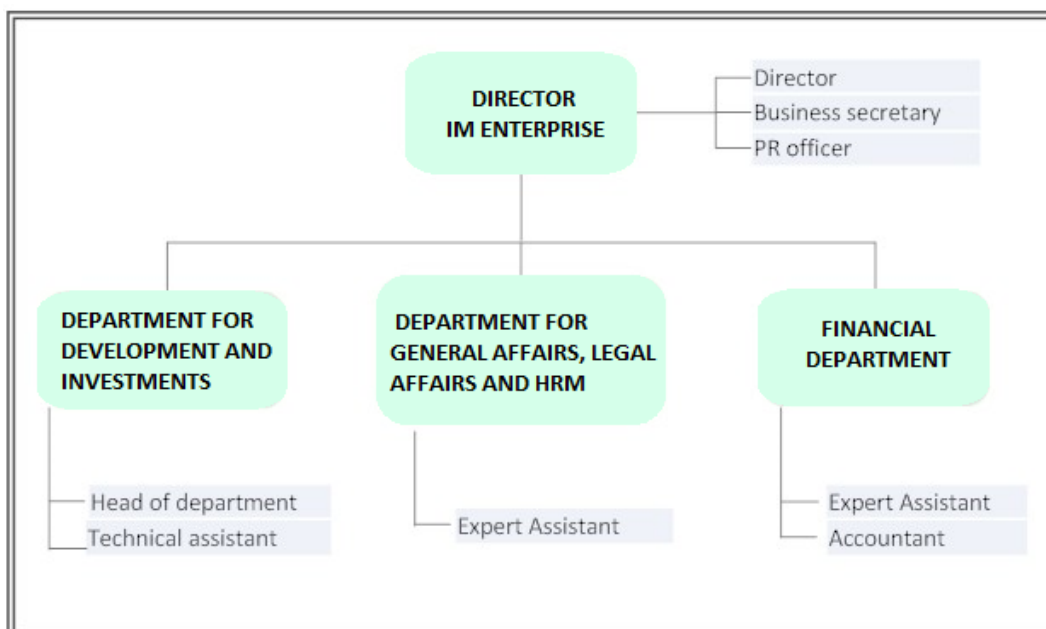 DIRECTOR
IM ENTERPRISE
Director
Business secretary
PR officer
DEPARTMENT FOR
DEVELOPMENT AND
INVESTMENTS
DEPARTMENT FOR
GENERAL AFFAIRS, LEGAL
AFFAIRS AND HRM
FINANCIAL
DEPARTMENT
Head of department
Technical assistant
Expert Assistant
Expert Assistant
Accountant